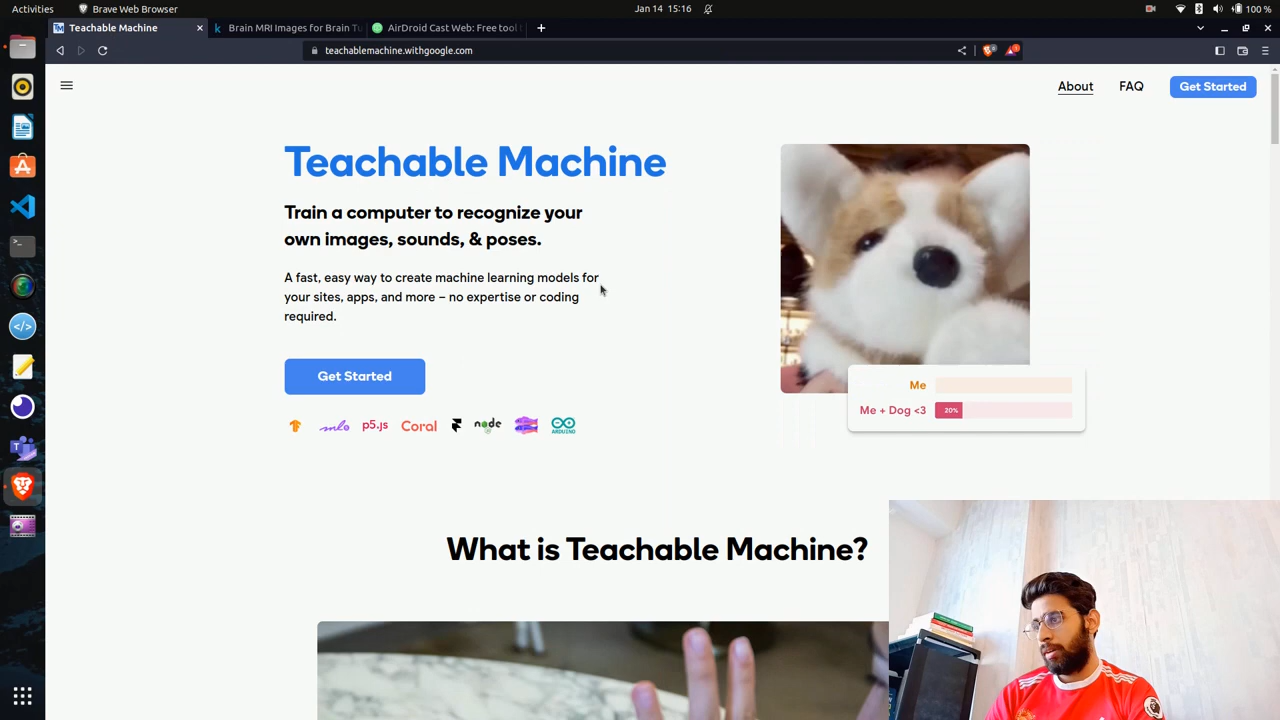 Activities
Brave Web Browser
Jan 14 15:16
100 %
Teachable Machine
Brain MRI Images for Brain Tu
AirDroid Cast Web: Free tool t
teachablemachine.withgoogle.com
About
FAQ
Get Started
Teachable Machine
Train a computer to recognize your
own images, sounds, & poses.
A fast, easy way to create machine learning models for
your sites, apps, and more – no expertise or coding
required.
Get Started
Me
Me + Dog <3
20%
p5.js
Coral
node
ARDUINO
What is Teachable Machine?